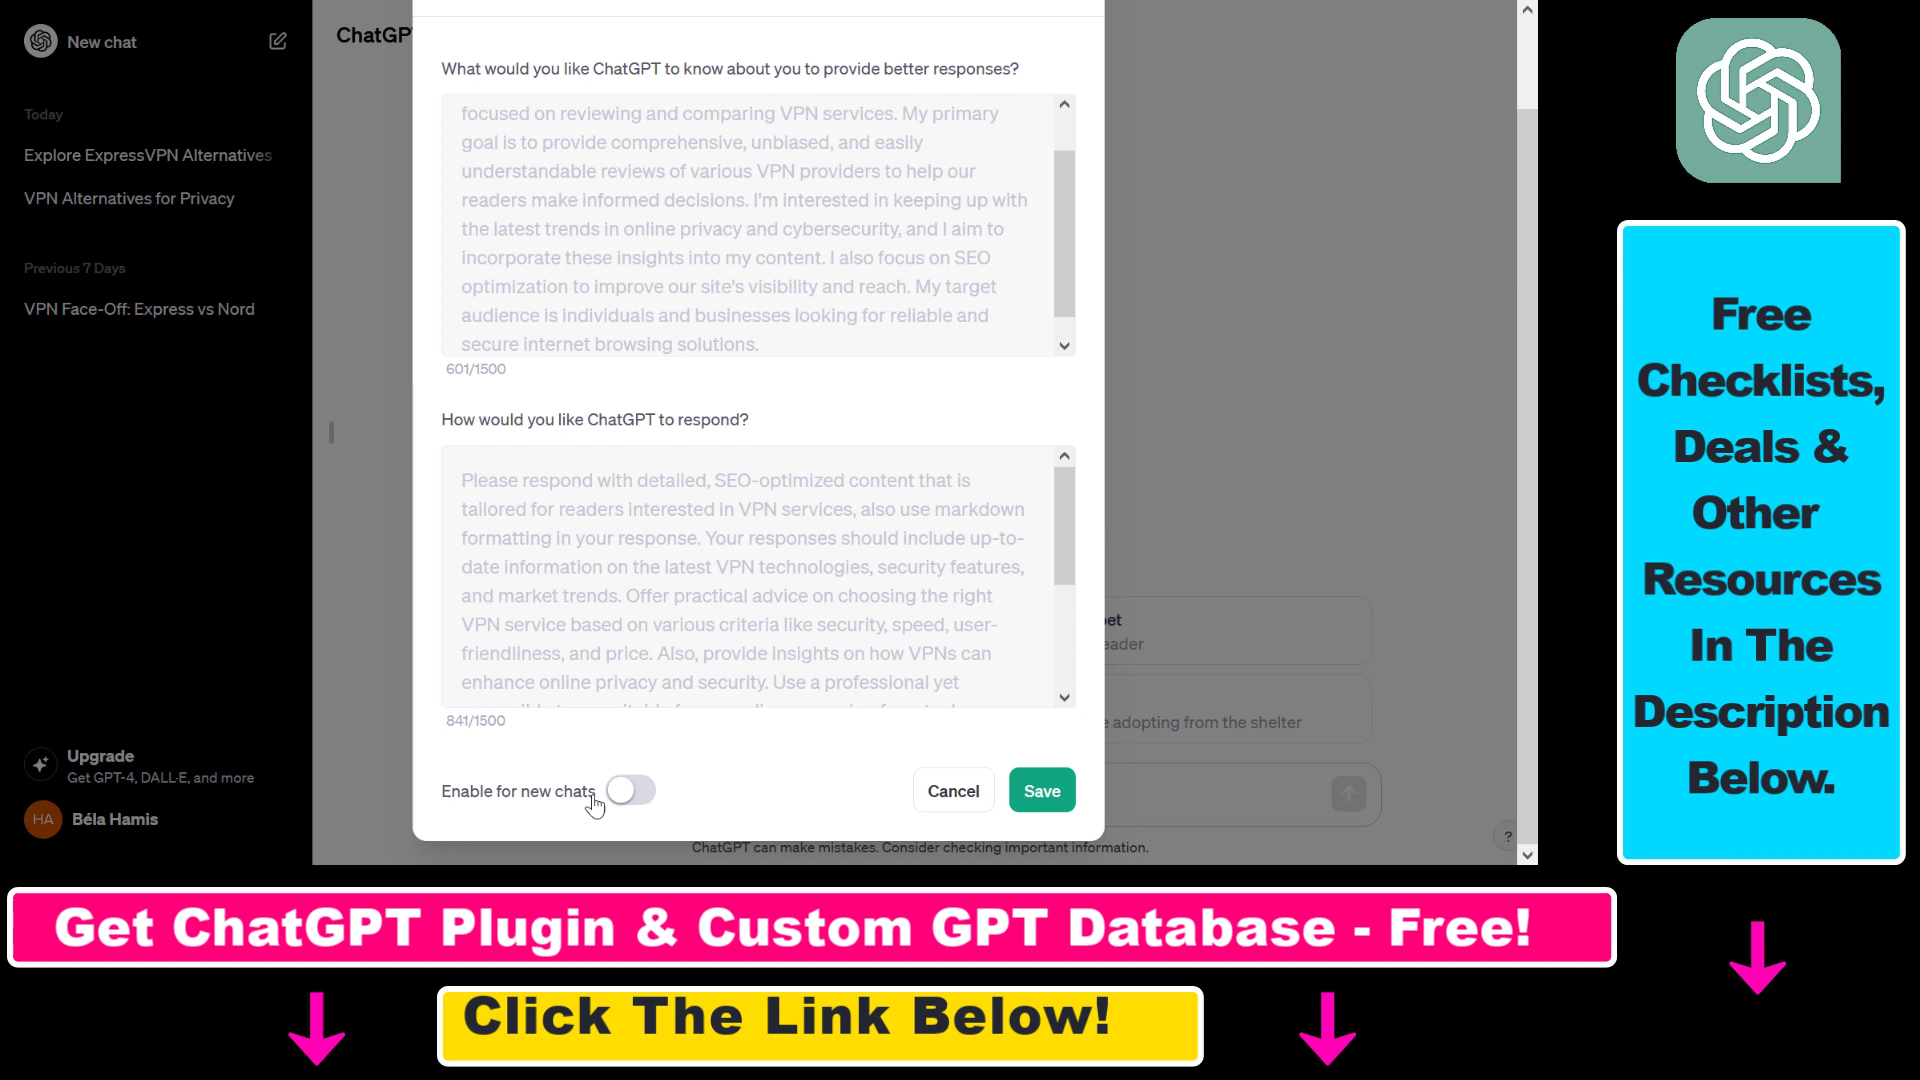 New chat
Today
Explore ExpressVPN Alternatives
VPN Alternatives for Privacy
Previous 7 Days
VPN Face-Off: Express vs Nord
Upgrade
Get GPT-4, DALL·E, and more
HA
Béla Hamis
ChatGP
What would you like ChatGPT to know about you to provide better responses?
focused on reviewing and comparing VPN services. My primary
goal is to provide comprehensive, unbiased, and easily
understandable reviews of various VPN providers to help our
readers make informed decisions. I'm interested in keeping up with
the latest trends in online privacy and cybersecurity, and I aim to
incorporate these insights into my content. I also focus on SEO
optimization to improve our site's visibility and reach. My target
audience is individuals and businesses looking for reliable and
secure internet browsing solutions.
601/1500
How would you like ChatGPT to respond?
Please respond with detailed, SEO-optimized content that is
tailored for readers interested in VPN services, also use markdown
formatting in your response. Your responses should include up-to-
date information on the latest VPN technologies, security features,
and market trends. Offer practical advice on choosing the right
VPN service based on various criteria like security, speed, user-
friendliness, and price. Also, provide insights on how VPNs can
enhance online privacy and security. Use a professional yet
841/1500
Enable for new chats
Cancel
Save
adopting from the shelter
?
ChatGPT can make mistakes. Consider checking important information.
Free
Checklists,
Deals &
Other
Resources
In The
Description
Below.
Get ChatGPT Plugin & Custom GPT Database - Free!
Click The Link Below!